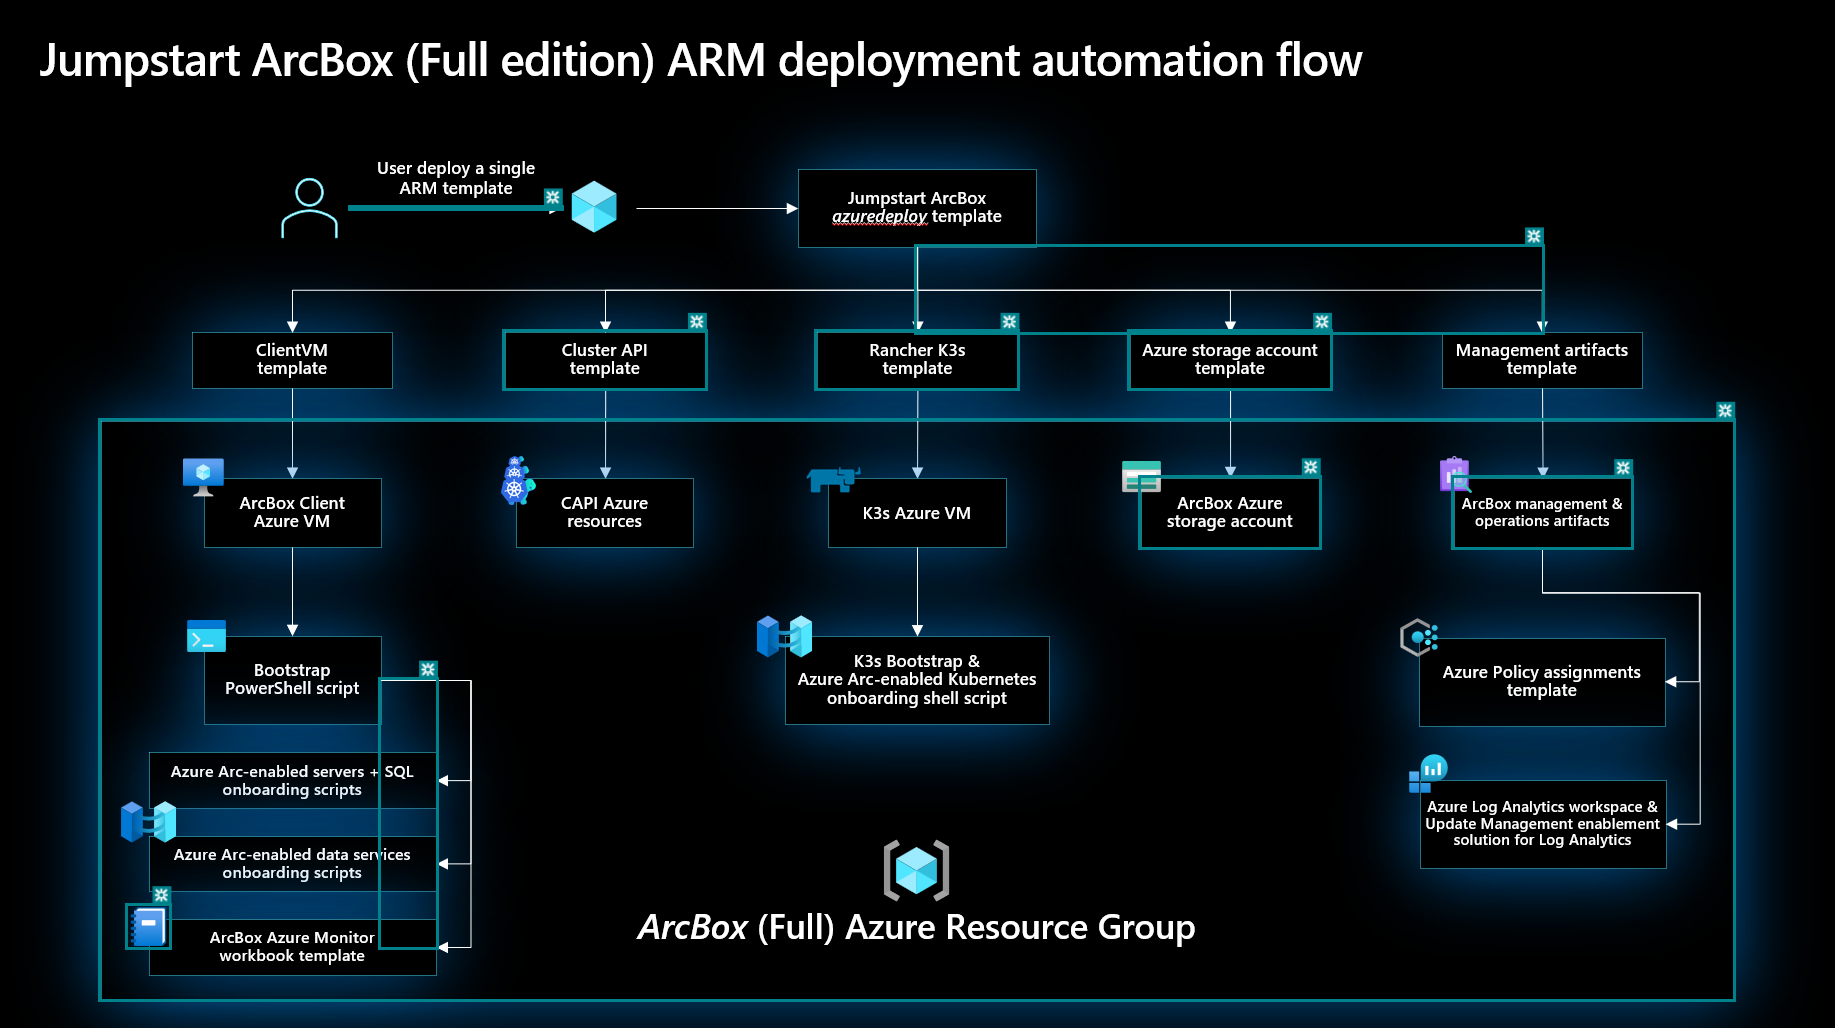 Jumpstart ArcBox (Full edition) ARM deployment automation flow
User deploy a single
ARM template
Jumpstart ArcBox
azuredeploy template
ClientVM
template
Cluster API
template
Rancher K3s
template
Azure storage account
template
Management artifacts
template
ArcBox Client
Azure VM
CAPI Azure
resources
K3s Azure VM
ArcBox Azure
storage account
ArcBox management &
operations artifacts
Bootstrap
PowerShell script
K3s Bootstrap &
Azure Arc-enabled Kubernetes
onboarding shell script
Azure Policy assignments
template
Azure Arc-enabled servers + SQL
onboarding scripts
Azure Arc-enabled data services
onboarding scripts
ArcBox Azure Monitor
workbook template
Azure Log Analytics workspace &
Update Management enablement
solution for Log Analytics
ArcBox (Full) Azure Resource Group